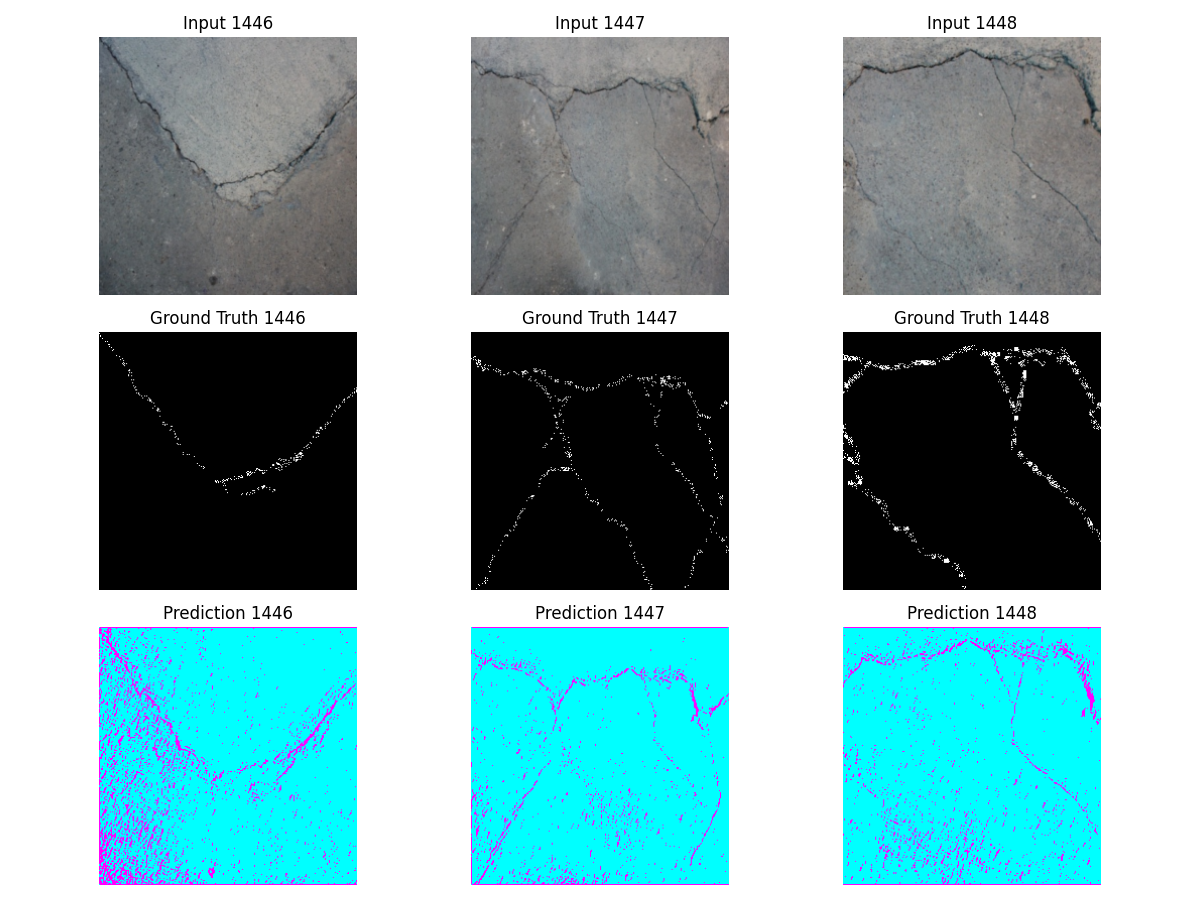 Input 1446
Input 1447
Input 1448
Ground Truth 1446
Ground Truth 1447
Ground Truth 1448
Prediction 1446
Prediction 1447
Prediction 1448